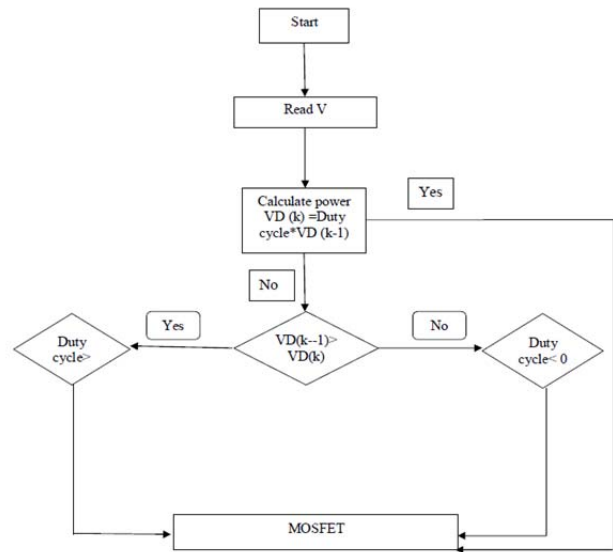 Start
Read V
Calculate power
VD (k) =Duty
cycle*VD (k-1)
Yes
No
Duty
cycle>
Yes
VD(k--1)>
VD(k)
No
Duty
cycle< 0
MOSFET